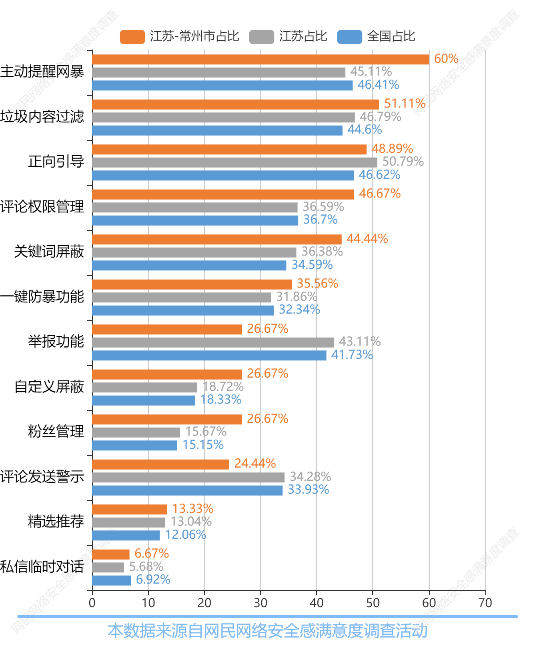 江苏-常州市占比 江苏占比 全国占比
主动提醒网暴 60% 45.11% 46.41%
垃圾内容过滤 51.11% 46.79% 44.6%
正向引导 48.89% 50.79% 46.62%
评论权限管理 46.67% 36.59% 36.7%
关键词屏蔽 44.44% 36.38% 34.59%
一键防暴功能 35.56% 31.86% 32.34%
举报功能 26.67% 43.11% 41.73%
自定义屏蔽 26.67% 18.72% 18.33%
粉丝管理 26.67% 15.67% 15.15%
评论发送警示 24.44% 34.28% 33.93%
精选推荐 13.33% 13.04% 12.06%
私信临时对话 6.67% 5.68% 6.92%
0 10 20 30 40 50 60 70
本数据来源自网民网络安全感满意度调查活动